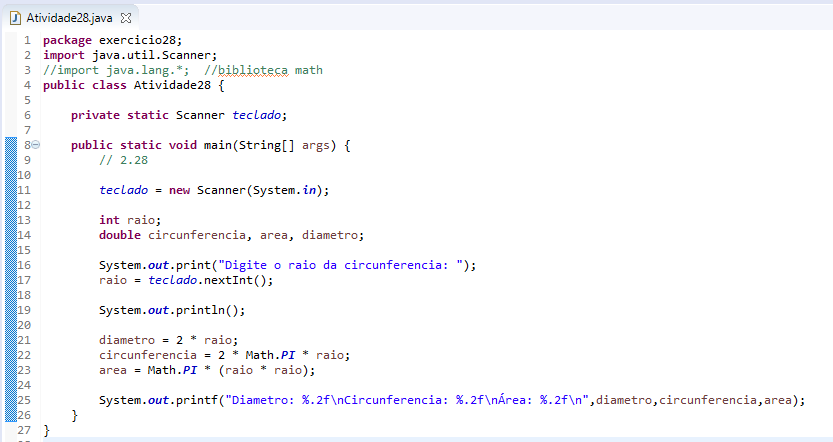 Atividade28.java
1 package exercicio28;
2 import java.util.Scanner;
3 //import java.lang.*;  //biblioteca math
4 public class Atividade28 {
5
6     private static Scanner teclado;
7
8     public static void main(String[] args) {
9         // 2.28
10
11         teclado = new Scanner(System.in);
12
13         int raio;
14         double circunferencia, area, diametro;
15
16         System.out.print("Digite o raio da circunferencia: ");
17         raio = teclado.nextInt();
18
19         System.out.println();
20
21         diametro = 2 * raio;
22         circunferencia = 2 * Math.PI * raio;
23         area = Math.PI * (raio * raio);
24
25         System.out.printf("Diametro: %.2f\nCircunferencia: %.2f\nÁrea: %.2f\n",diametro,circunferencia,area);
26     }
27 }